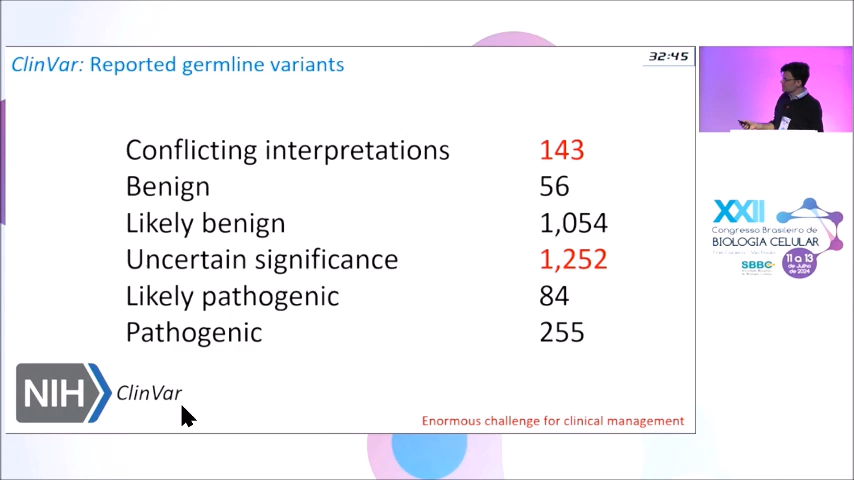 ClinVar: Reported germline variants
32:45
Conflicting interpretations 143
Benign 56
Likely benign 1,054
Uncertain significance 1,252
Likely pathogenic 84
Pathogenic 255
NIH ClinVar
Enormous challenge for clinical management
XXII
Congresso Brasileiro de
BIOLOGIA CELULAR
SBBC
11 a 13
de Julho
de 2024